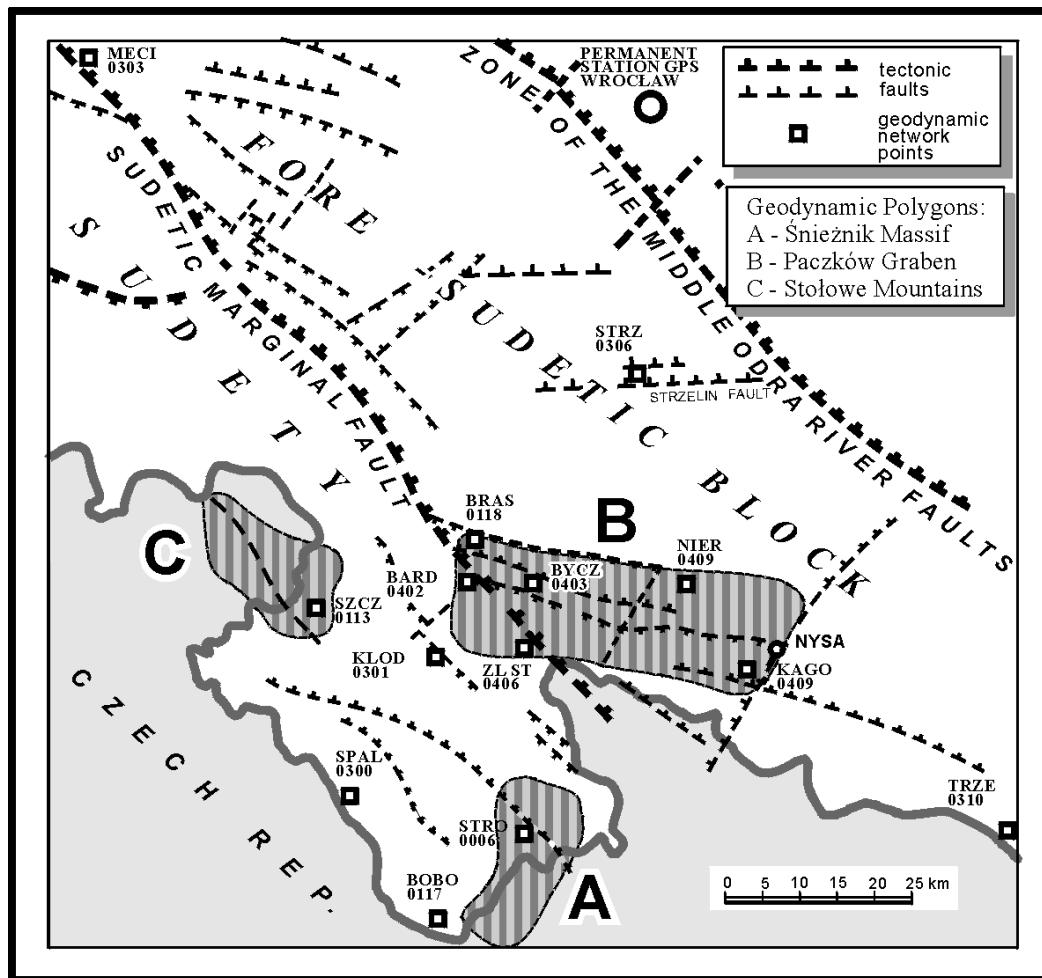 MECI
0303
PERMANENT
STATION GPS
WROCŁAW
tectonic
faults
geodynamic
network
points
Geodynamic Polygons:
A - Śnieżnik Massif
B - Paczków Graben
C - Stołowe Mountains
ZONE OF THE MIDDLE ODRA RIVER FAULTS
FORE SUDETIC BLOCK
SUDETIC MARGINAL FAULT
SUDETY
STRZ
0306
STRZELIN FAULT
BRAS
0118
B
C
BARD
0402
BYCZ
0403
NIER
0409
SZCZ
0113
KLOD
0301
ZL ST
0406
NYSA
KAGO
0409
CZECH REP.
SPAL
0300
STRO
0006
TRZE
0310
BOBO
0117
A
0 5 10 15 20 25 km